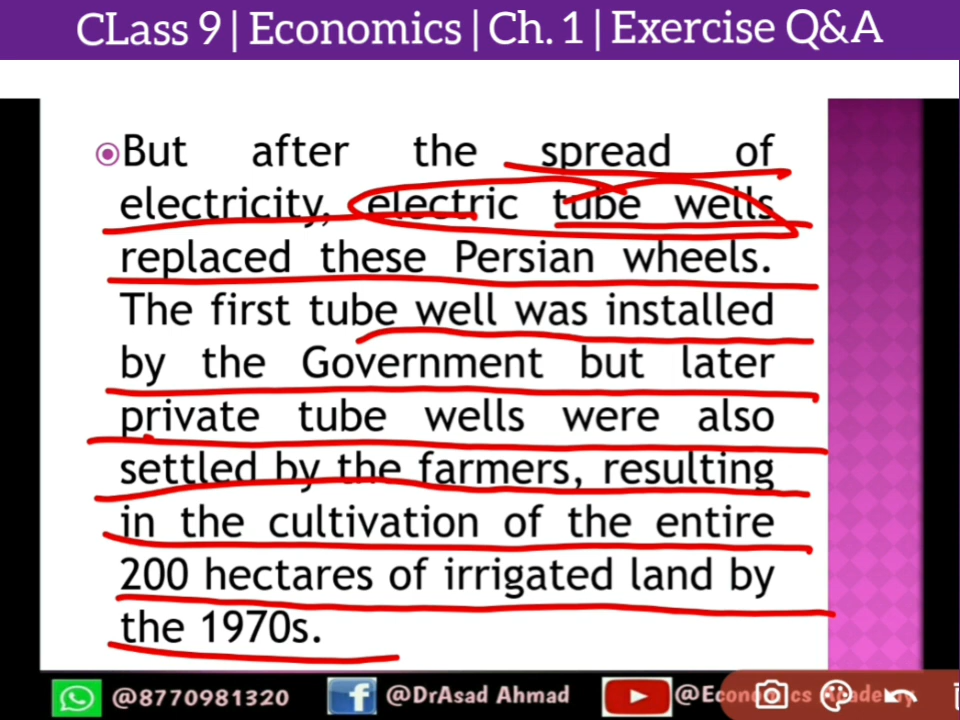 CLass 9 | Economics | Ch. 1 | Exercise Q&A
But after the spread of
electricity, electric tube wells
replaced these Persian wheels.
The first tube well was installed
by the Government but later
private tube wells were also
settled by the farmers, resulting
in the cultivation of the entire
200 hectares of irrigated land by
the 1970s.
@8770981320 @DrAsad Ahmad